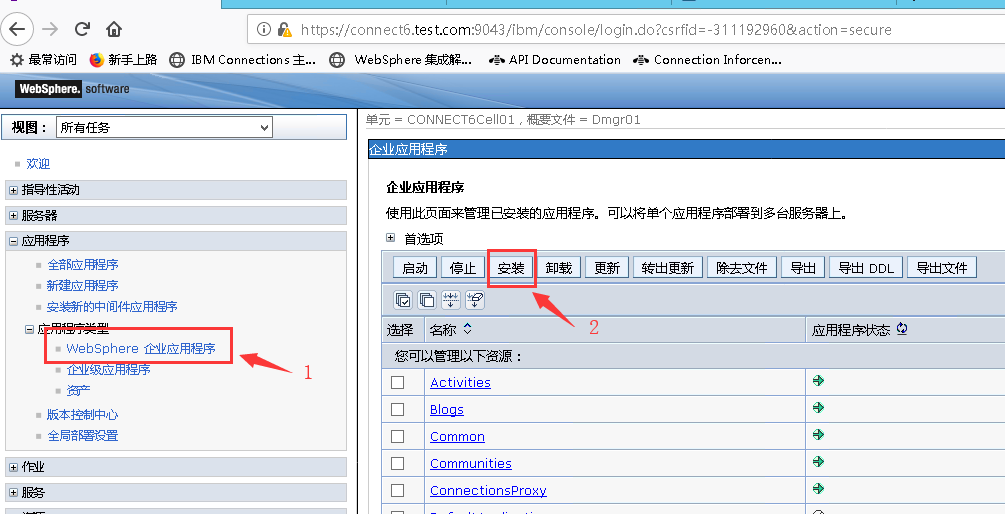 https://connect6.test.com:9043/ibm/console/login.do?csrfid=-311192960&action=secure
最常访问 新手上路 IBM Connections 主... WebSphere 集成解... API Documentation Connection Inforcen...
WebSphere. software
视图： 所有任务
欢迎
指导性活动
服务器
应用程序
全部应用程序
新建应用程序
安装新的中间件应用程序
应用程序类型
WebSphere 企业应用程序
1
企业级应用程序
资产
版本控制中心
全局部署设置
作业
服务
单元 = CONNECT6Cell01，概要文件 = Dmgr01
企业应用程序
企业应用程序
使用此页面来管理已安装的应用程序。可以将单个应用程序部署到多台服务器上。
首选项
启动 停止 安装 卸载 更新 转出更新 除去文件 导出 导出 DDL 导出文件
2
选择 名称 应用程序状态
您可以管理以下资源：
Activities
Blogs
Common
Communities
ConnectionsProxy